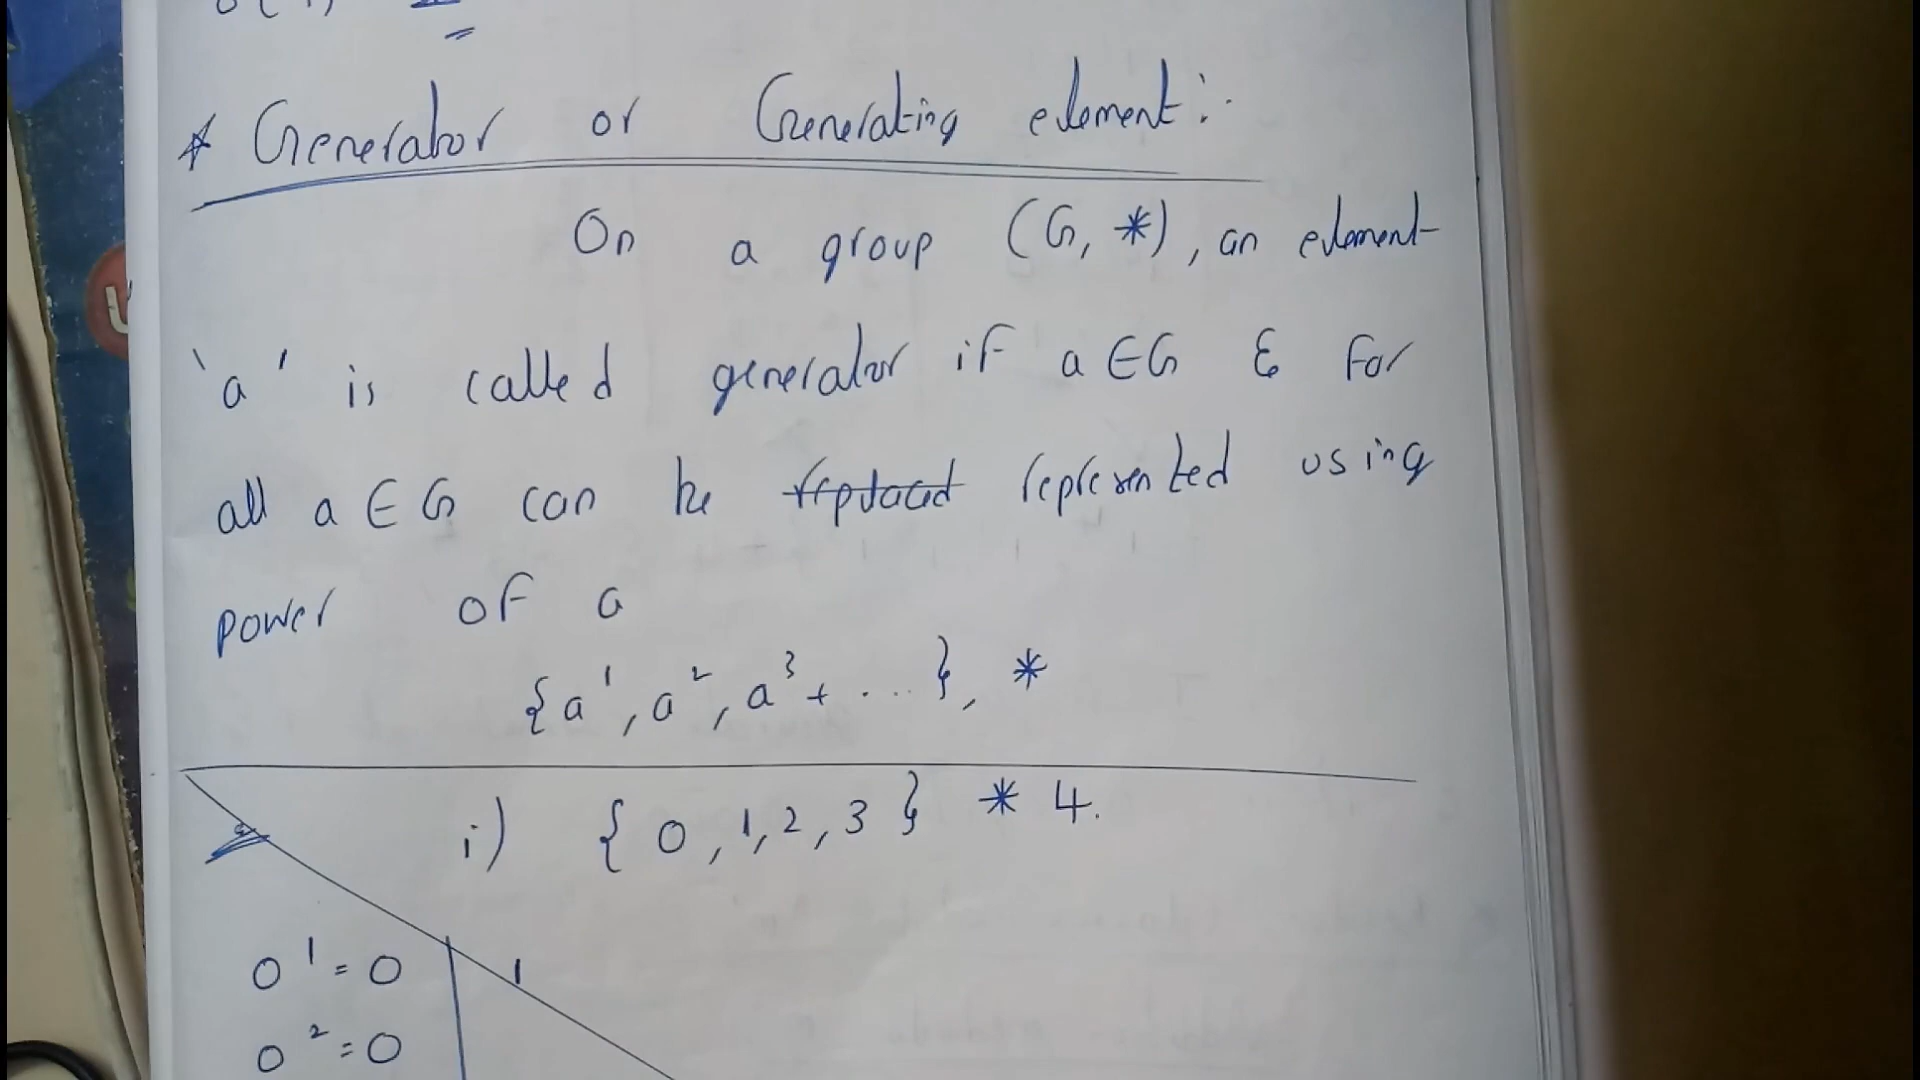 * Generator or Generating element:-
On a group (G, *), an element
'a' is called generator if a ∈ G & for
all a ∈ G can be represented using
power of a
{a¹, a², a³ + ...}, *
i) {0, 1, 2, 3} * 4.
0¹ = 0 1
0² = 0